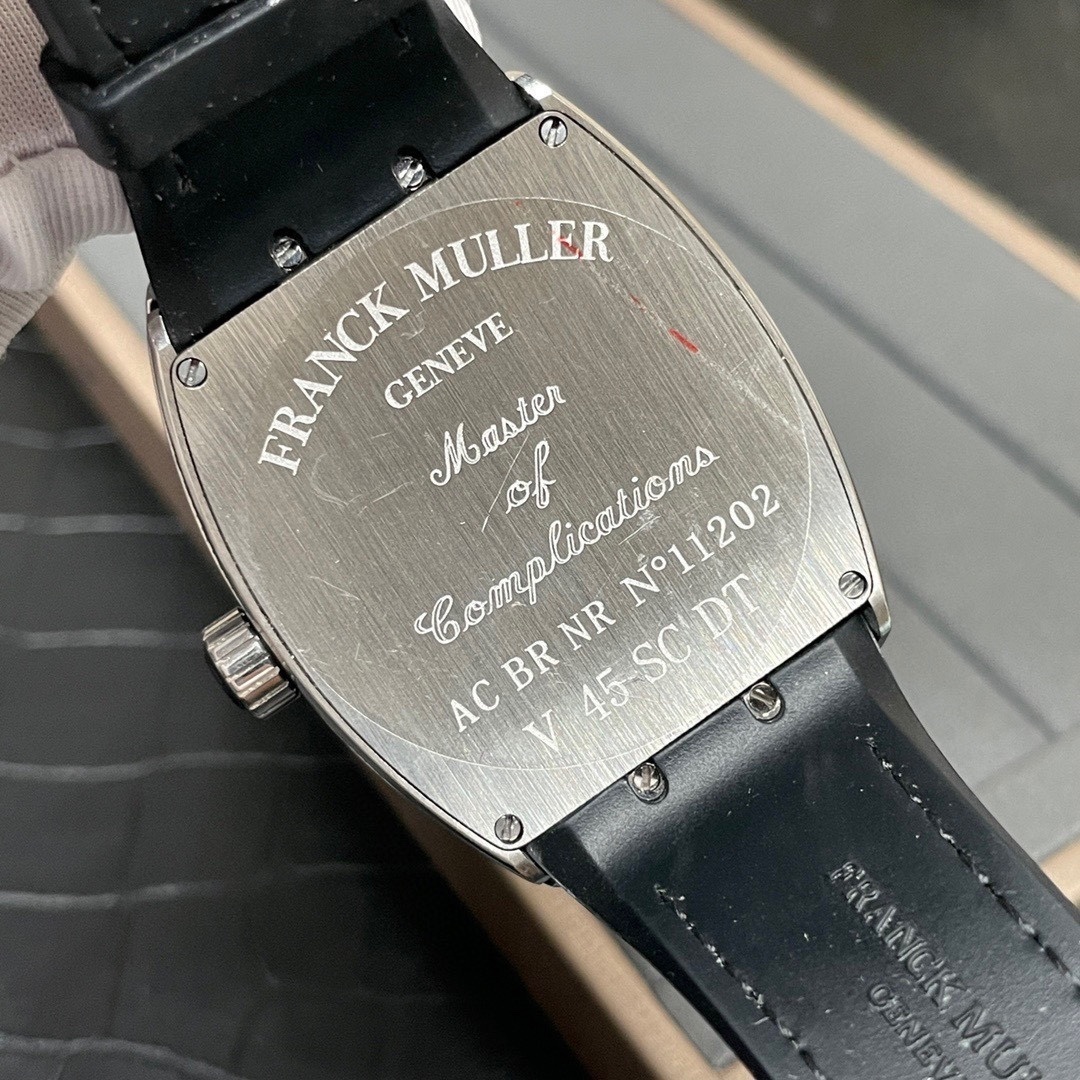 FRANCK MULLER
GENEVE
Master
of
Complications
AC BR NR N°11202
V 45 SC DT
FRANCK MU
GENEV